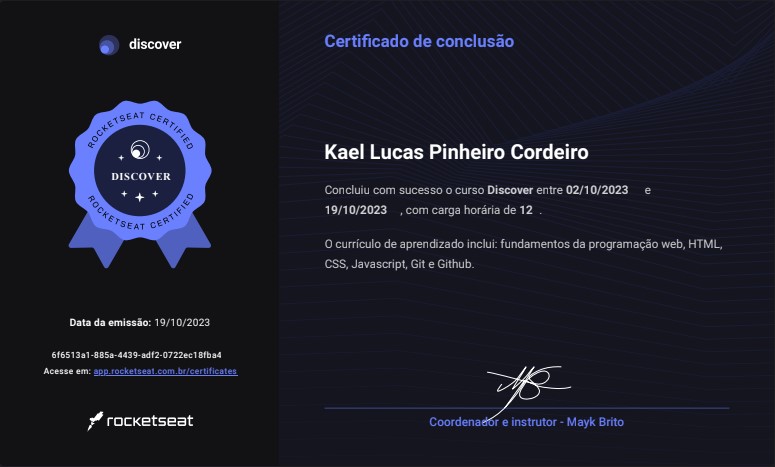 discover
ROCKETSEAT CERTIFIED
DISCOVER
ROCKETSEAT CERTIFIED
Data da emissão: 19/10/2023
6f6513a1-885a-4439-adf2-0722ec18fba4
Acesse em: app.rocketseat.com.br/certificates
rocketseat
Certificado de conclusão
Kael Lucas Pinheiro Cordeiro
Concluiu com sucesso o curso Discover entre 02/10/2023 e
19/10/2023 , com carga horária de 12 .
O currículo de aprendizado inclui: fundamentos da programação web, HTML,
CSS, Javascript, Git e Github.
Coordenador e instrutor - Mayk Brito